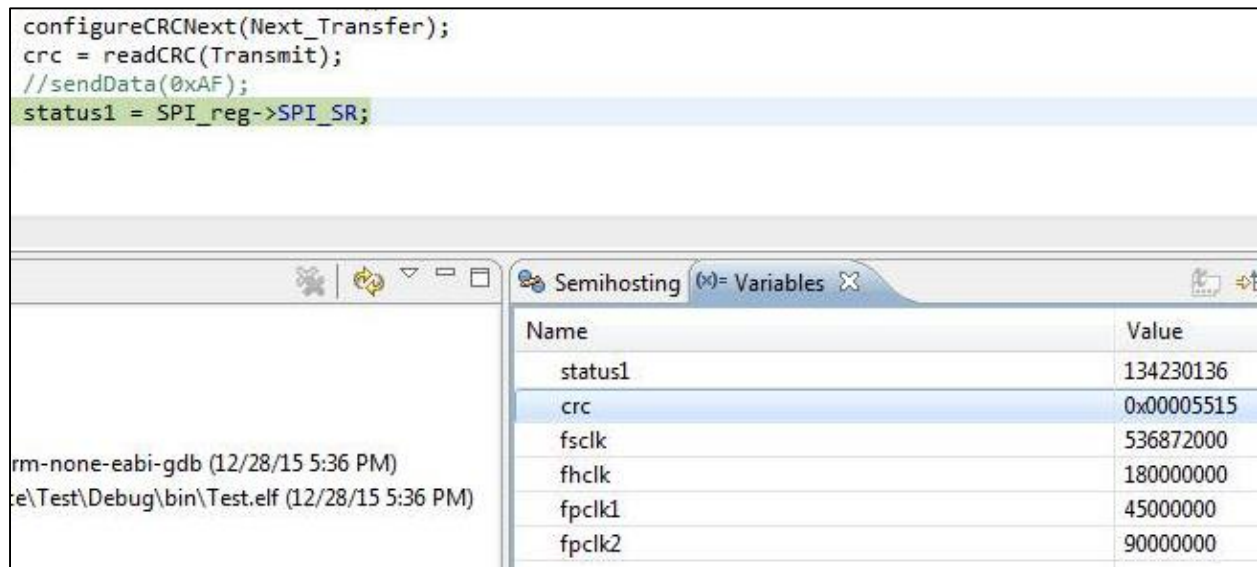 configureCRCNext(Next_Transfer);
crc = readCRC(Transmit);
//sendData(0xAF);
status1 = SPI_reg->SPI_SR;
Semihosting (x)= Variables
Name Value
status1 134230136
crc 0x00005515
fsclk 536872000
rm-none-eabi-gdb (12/28/15 5:36 PM)
fhclk 180000000
:e\Test\Debug\bin\Test.elf (12/28/15 5:36 PM)
fpclk1 45000000
fpclk2 90000000